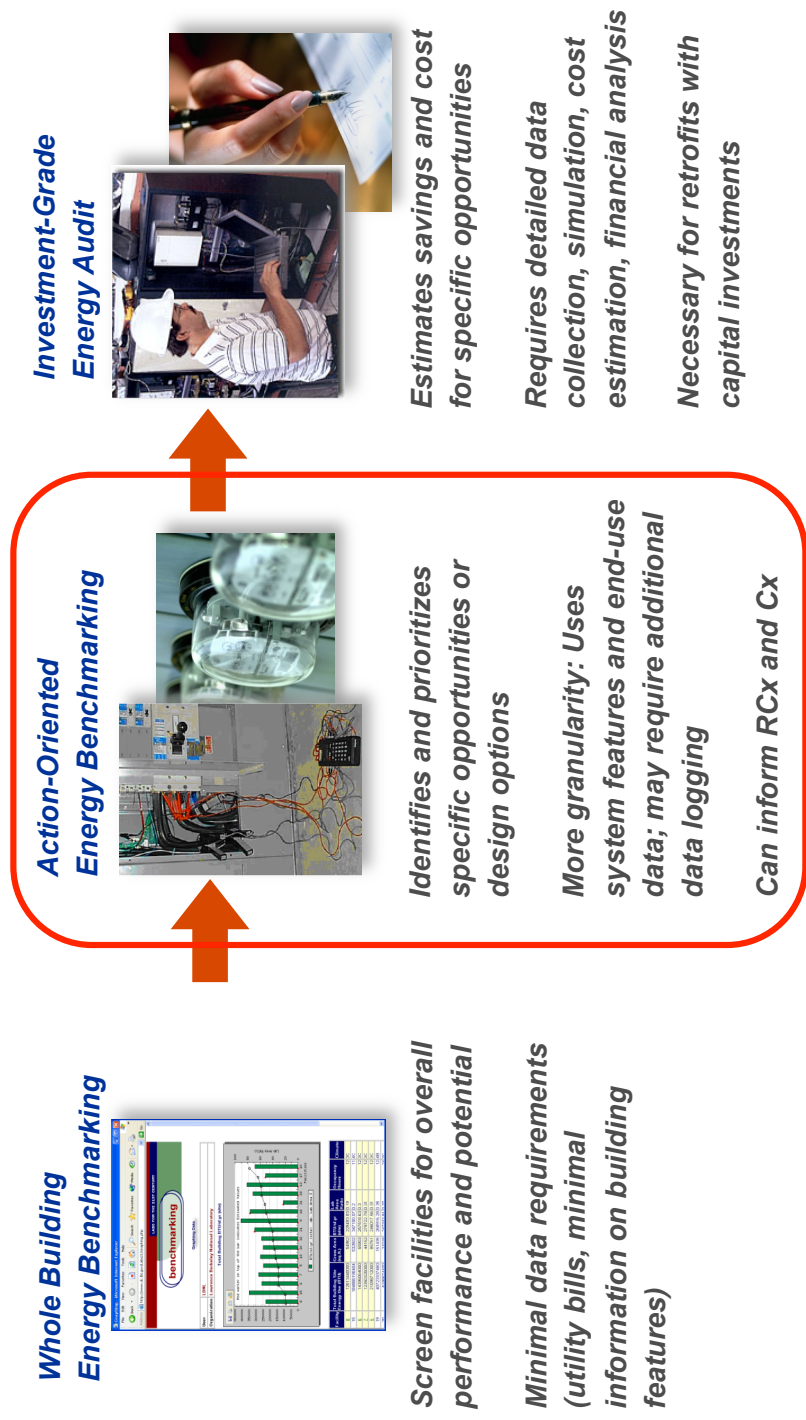 Whole Building
Energy Benchmarking
benchmarking
Screen facilities for overall
performance and potential
Minimal data requirements
(utility bills, minimal
information on building
features)
Action-Oriented
Energy Benchmarking
Identifies and prioritizes
specific opportunities or
design options
More granularity: Uses
system features and end-use
data; may require additional
data logging
Can inform RCx and Cx
Investment-Grade
Energy Audit
Estimates savings and cost
for specific opportunities
Requires detailed data
collection, simulation, cost
estimation, financial analysis
Necessary for retrofits with
capital investments